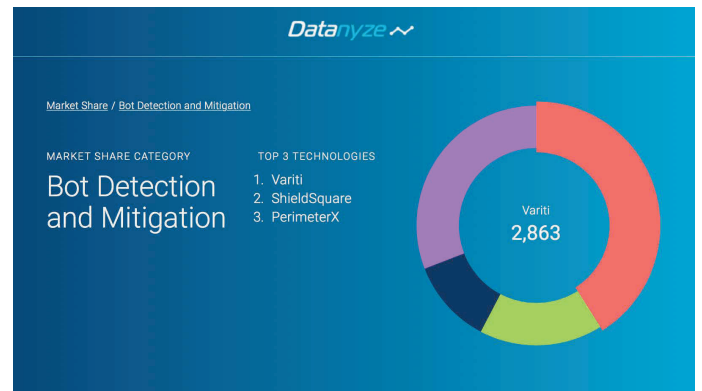 Datanyze
Market Share / Bot Detection and Mitigation
MARKET SHARE CATEGORY
Bot Detection
and Mitigation
TOP 3 TECHNOLOGIES
1. Variti
2. ShieldSquare
3. PerimeterX
Variti
2,863